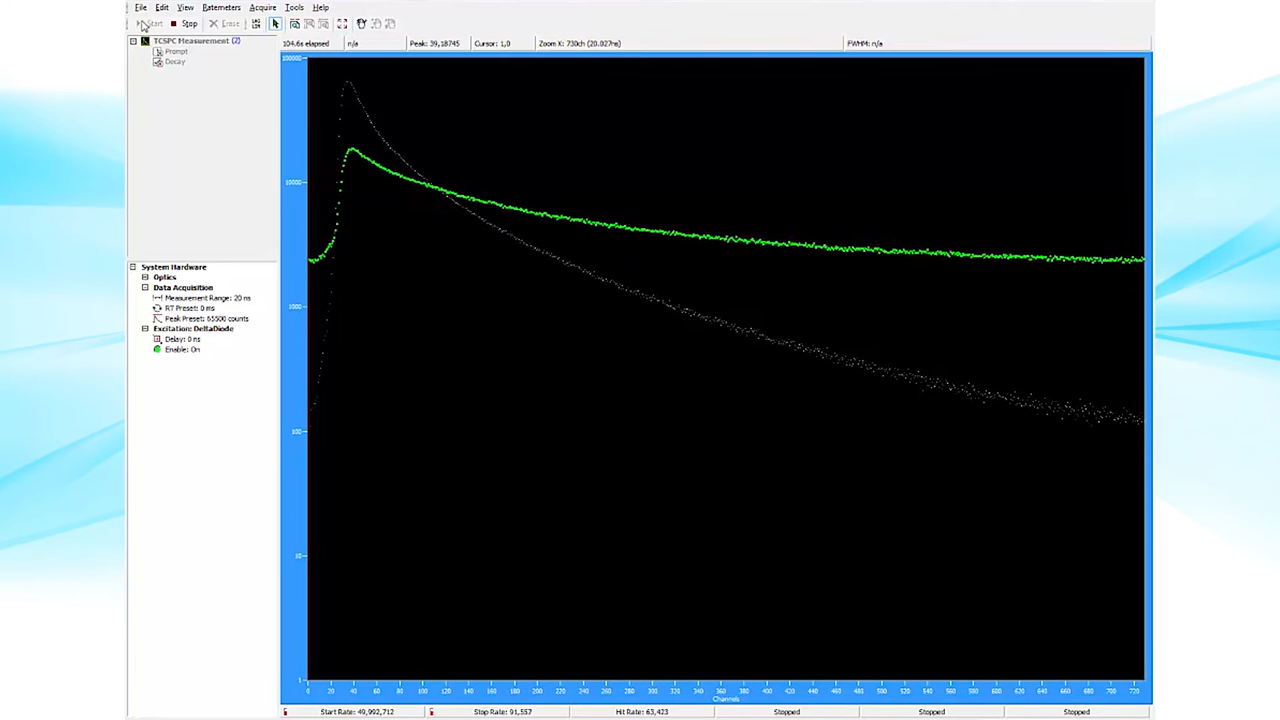 File Edit View Ratemeters Acquire Tools Help
Start Stop Erase
104.6s elapsed n/a Peak: 39,18745 Cursor: 1,0 Zoom X: 730ch (20.027ns) FWHM: n/a
TCSPC Measurement (2)
Prompt
Decay
System Hardware
Optics
Data Acquisition
Measurement Range: 20 ns
RT Preset: 0 ms
Peak Preset: 65500 counts
Excitation: DeltaDiode
Delay: 0 ns
Enable: On
100000
10000
1000
100
10
1
0 20 40 60 80 100 120 140 160 180 200 220 240 260 280 300 320 340 360 380 400 420 440 460 480 500 520 540 560 580 600 620 640 660 680 700 720
Channels
Start Rate: 49,992,712 Stop Rate: 91,557 Hit Rate: 63,423 Stopped Stopped Stopped